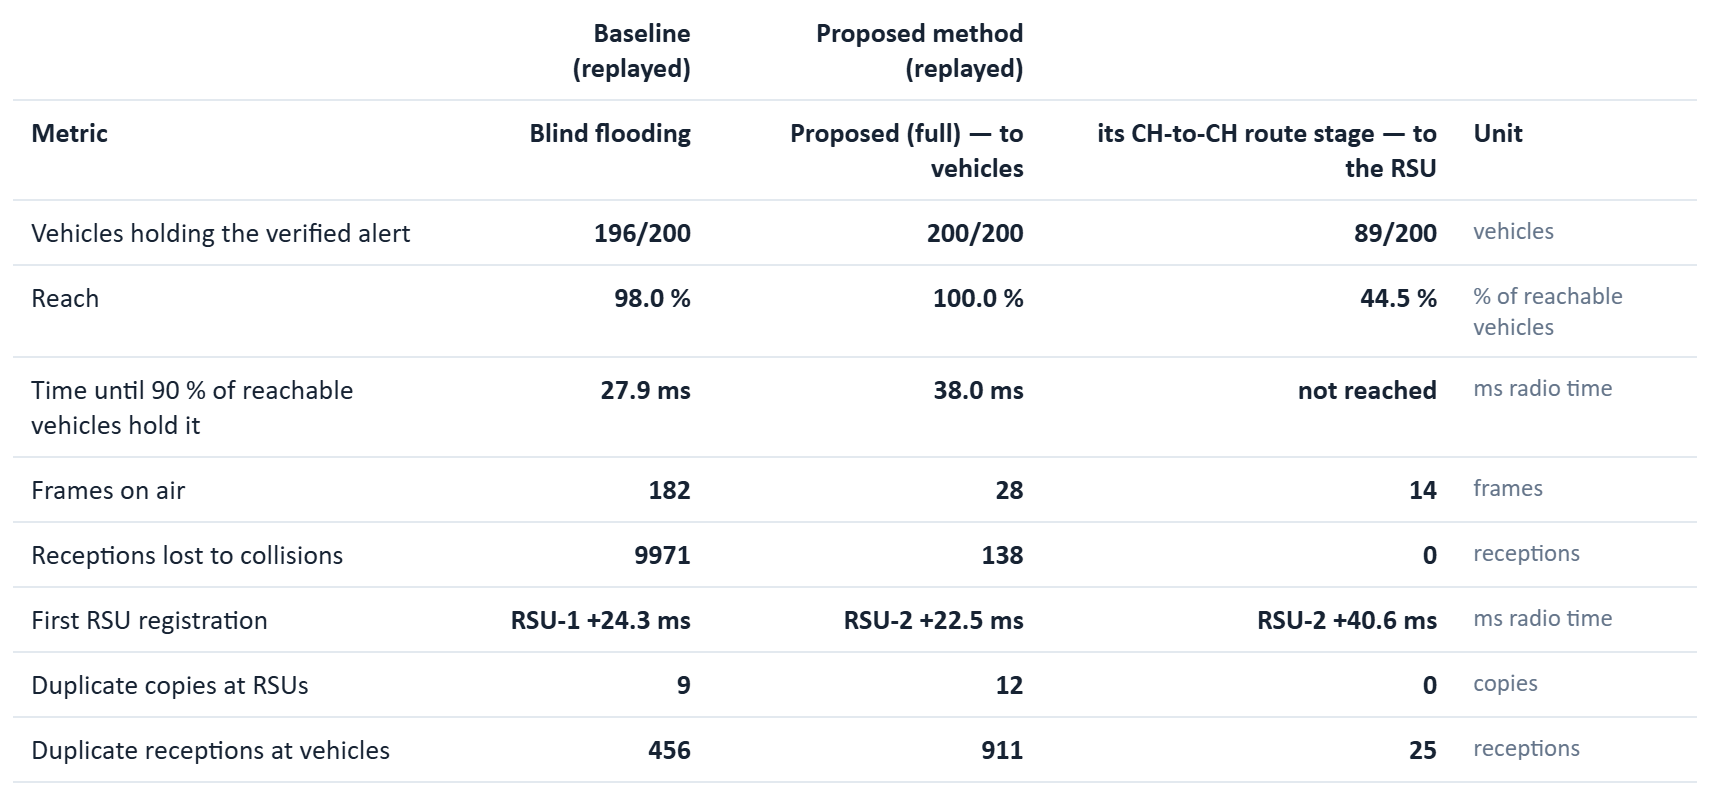 Baseline (replayed) Proposed method (replayed)
Metric Blind flooding Proposed (full) — to vehicles its CH-to-CH route stage — to the RSU Unit
Vehicles holding the verified alert 196/200 200/200 89/200 vehicles
Reach 98.0 % 100.0 % 44.5 % % of reachable vehicles
Time until 90 % of reachable vehicles hold it 27.9 ms 38.0 ms not reached ms radio time
Frames on air 182 28 14 frames
Receptions lost to collisions 9971 138 0 receptions
First RSU registration RSU-1 +24.3 ms RSU-2 +22.5 ms RSU-2 +40.6 ms ms radio time
Duplicate copies at RSUs 9 12 0 copies
Duplicate receptions at vehicles 456 911 25 receptions